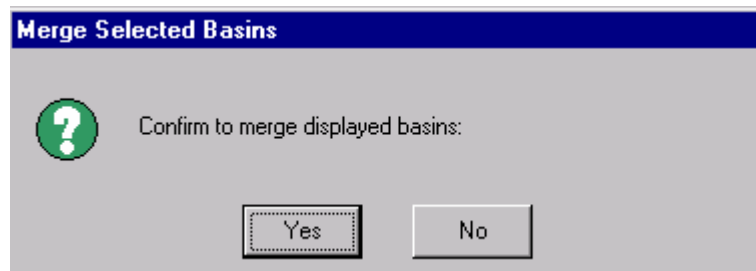 Merge Selected Basins
Confirm to merge displayed basins:
Yes
No